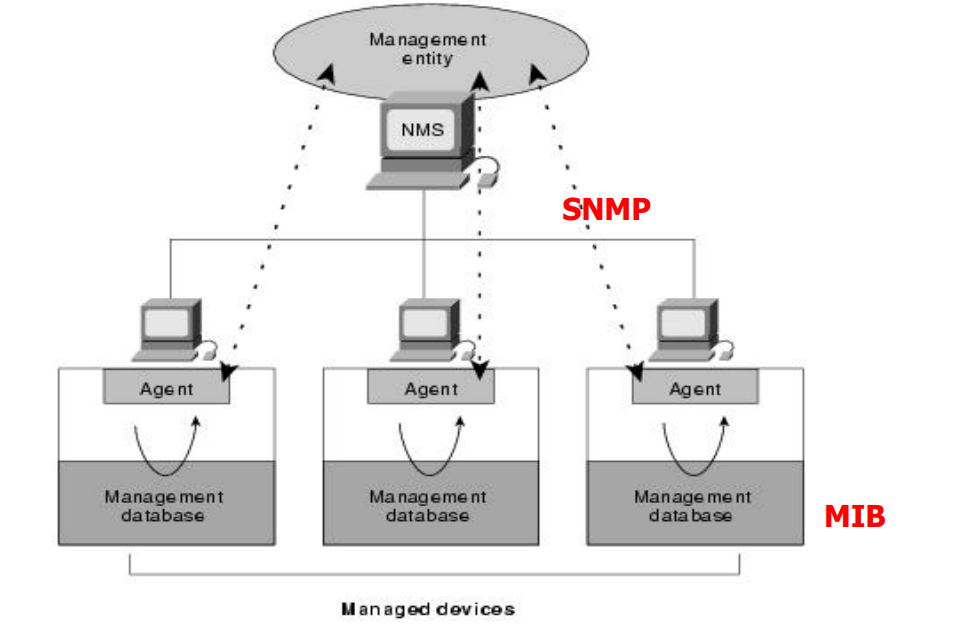 Management
entity
NMS
SNMP
Agent
Agent
Agent
Management
database
Management
database
Management
database
MIB
Managed devices